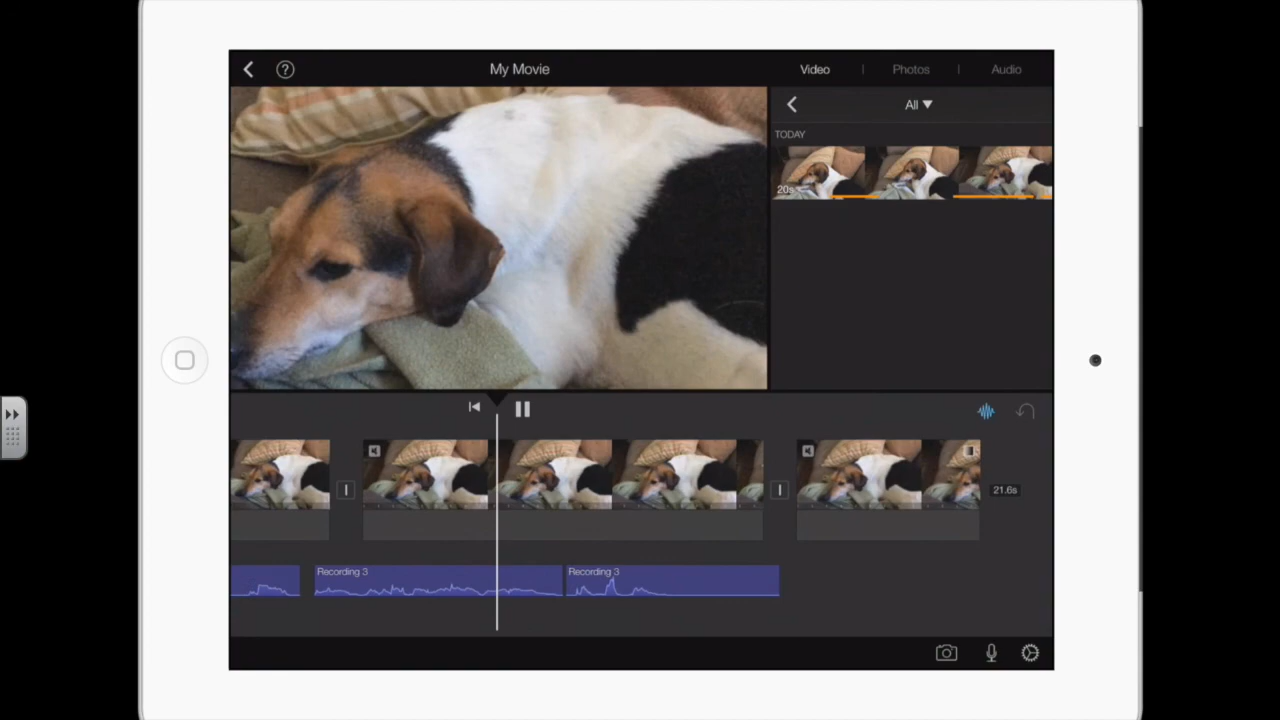 My Movie
Video | Photos | Audio
All ▼
TODAY
20s
21.6s
Recording 3
Recording 3